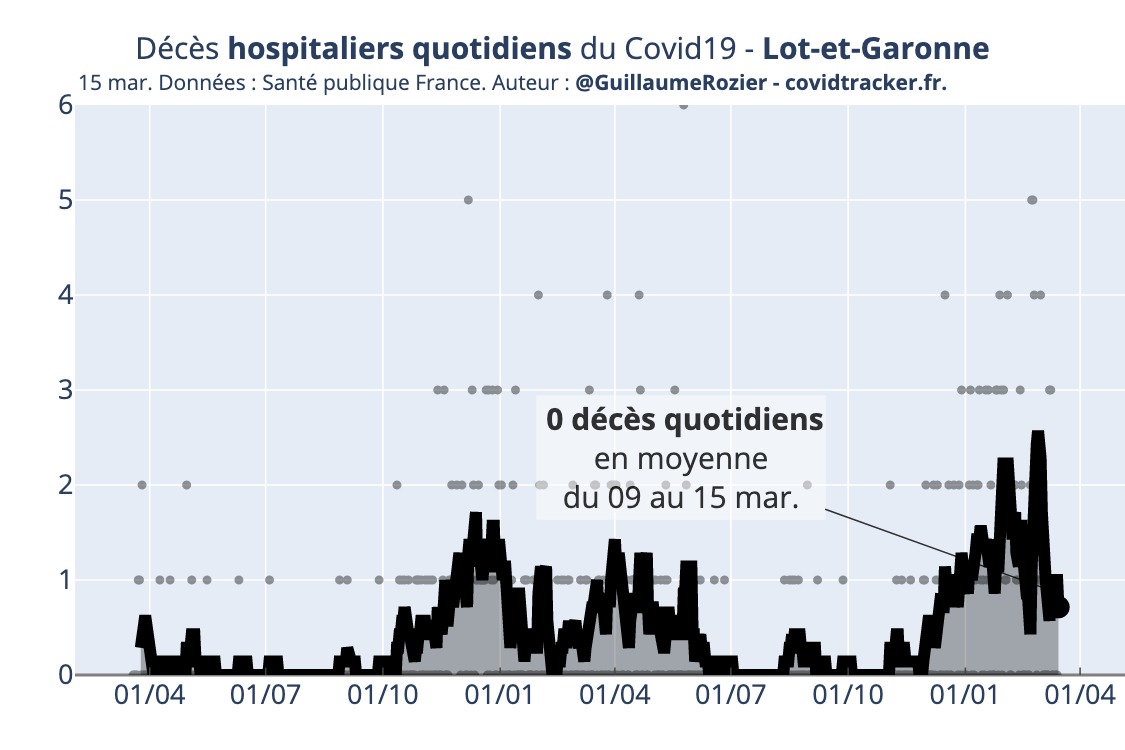 Décès hospitaliers quotidiens du Covid19 - Lot-et-Garonne
15 mar. Données : Santé publique France. Auteur : @GuillaumeRozier - covidtracker.fr.
6
5
4
3
2
1
0
0 décès quotidiens
en moyenne
du 09 au 15 mar.
01/04 01/07 01/10 01/01 01/04 01/07 01/10 01/01 01/04